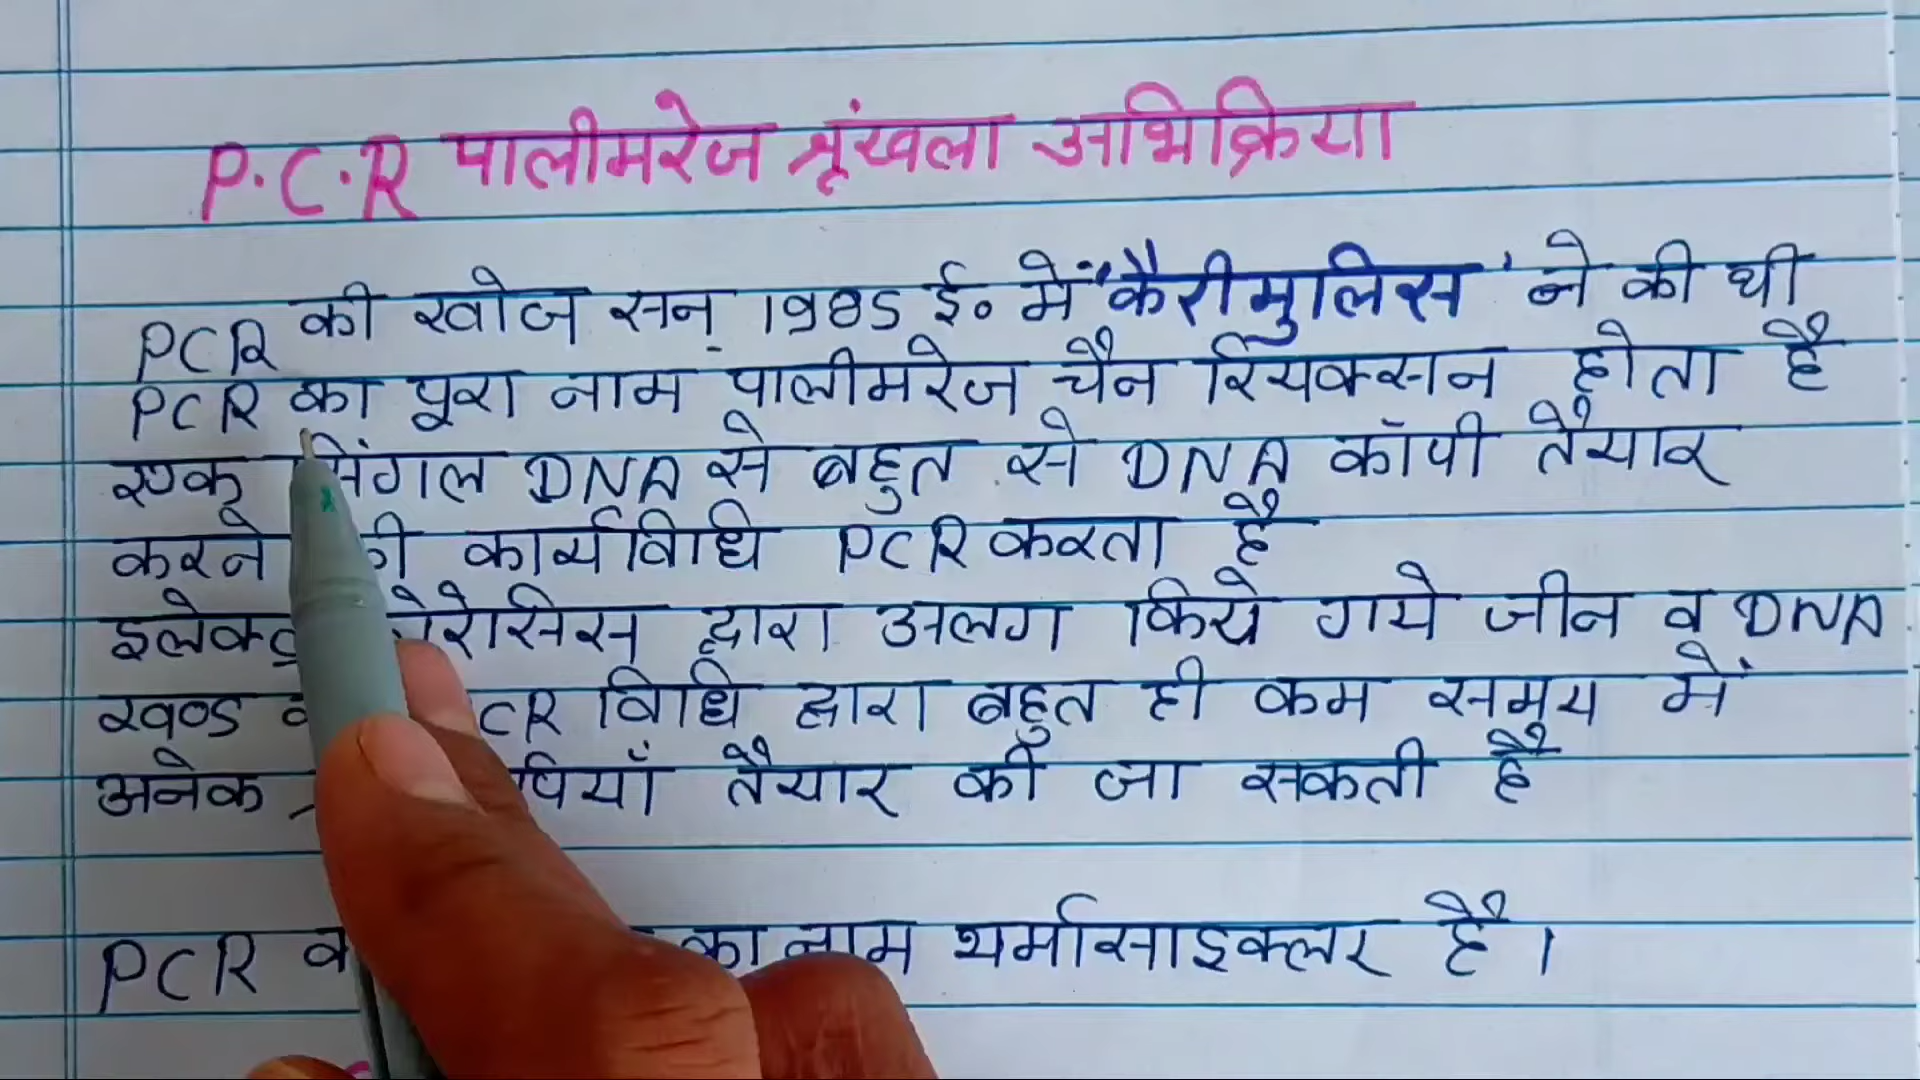 P.C.R पालीमरेज श्रृंखला अभिक्रिया
PCR की खोज सन् 1985 ई० में "कैरीमुलिस' ने की थी
PCR का पूरा नाम पालीमरेज चैन रियक्सन होता है
एक सिंगल DNA से बहुत से DNA कॉपी तैयार
करने की कार्यविधि PCR करता है
द्वारा अलग किये गये जीन व DNA
खण्ड CR विधि द्वारा बहुत ही कम समय में
अनेक पियाँ तैयार की जा सकती है
PCR का नाम थर्मासाइक्लर है ।